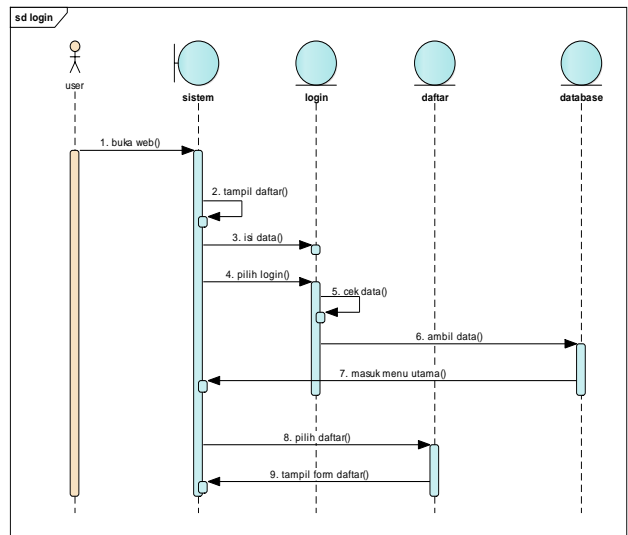 sd login
user
sistem
login
daftar
database
1. buka web()
2. tampil daftar()
3. isi data()
4. pilih login()
5. cek data()
6. ambil data()
7. masuk menu utama()
8. pilih daftar()
9. tampil form daftar()